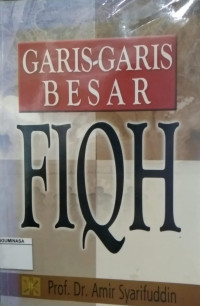 GARIS-GARIS
BESAR
FIQH
Prof. Dr. Amir Syarifuddin